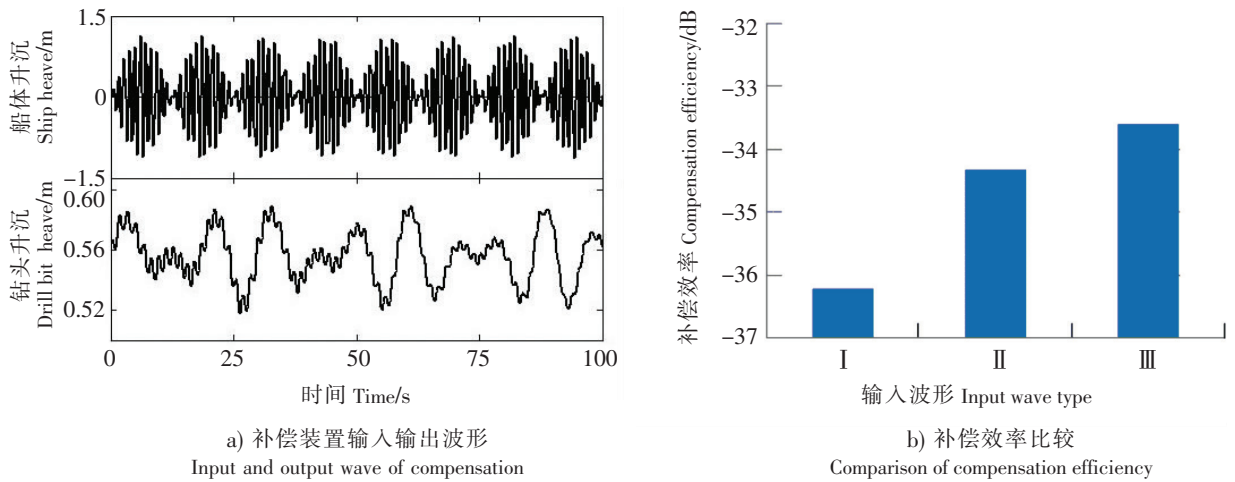 船体升沉
Ship heave/m
1.5
0
−1.5
钻头升沉
Drill bit heave/m
0.60
0.56
0.52
0
25
50
75
100
时间 Time/s
a) 补偿装置输入输出波形
Input and output wave of compensation
补偿效率 Compensation efficiency/dB
−32
−33
−34
−35
−36
−37
Ⅰ
Ⅱ
Ⅲ
输入波形 Input wave type
b) 补偿效率比较
Comparison of compensation efficiency